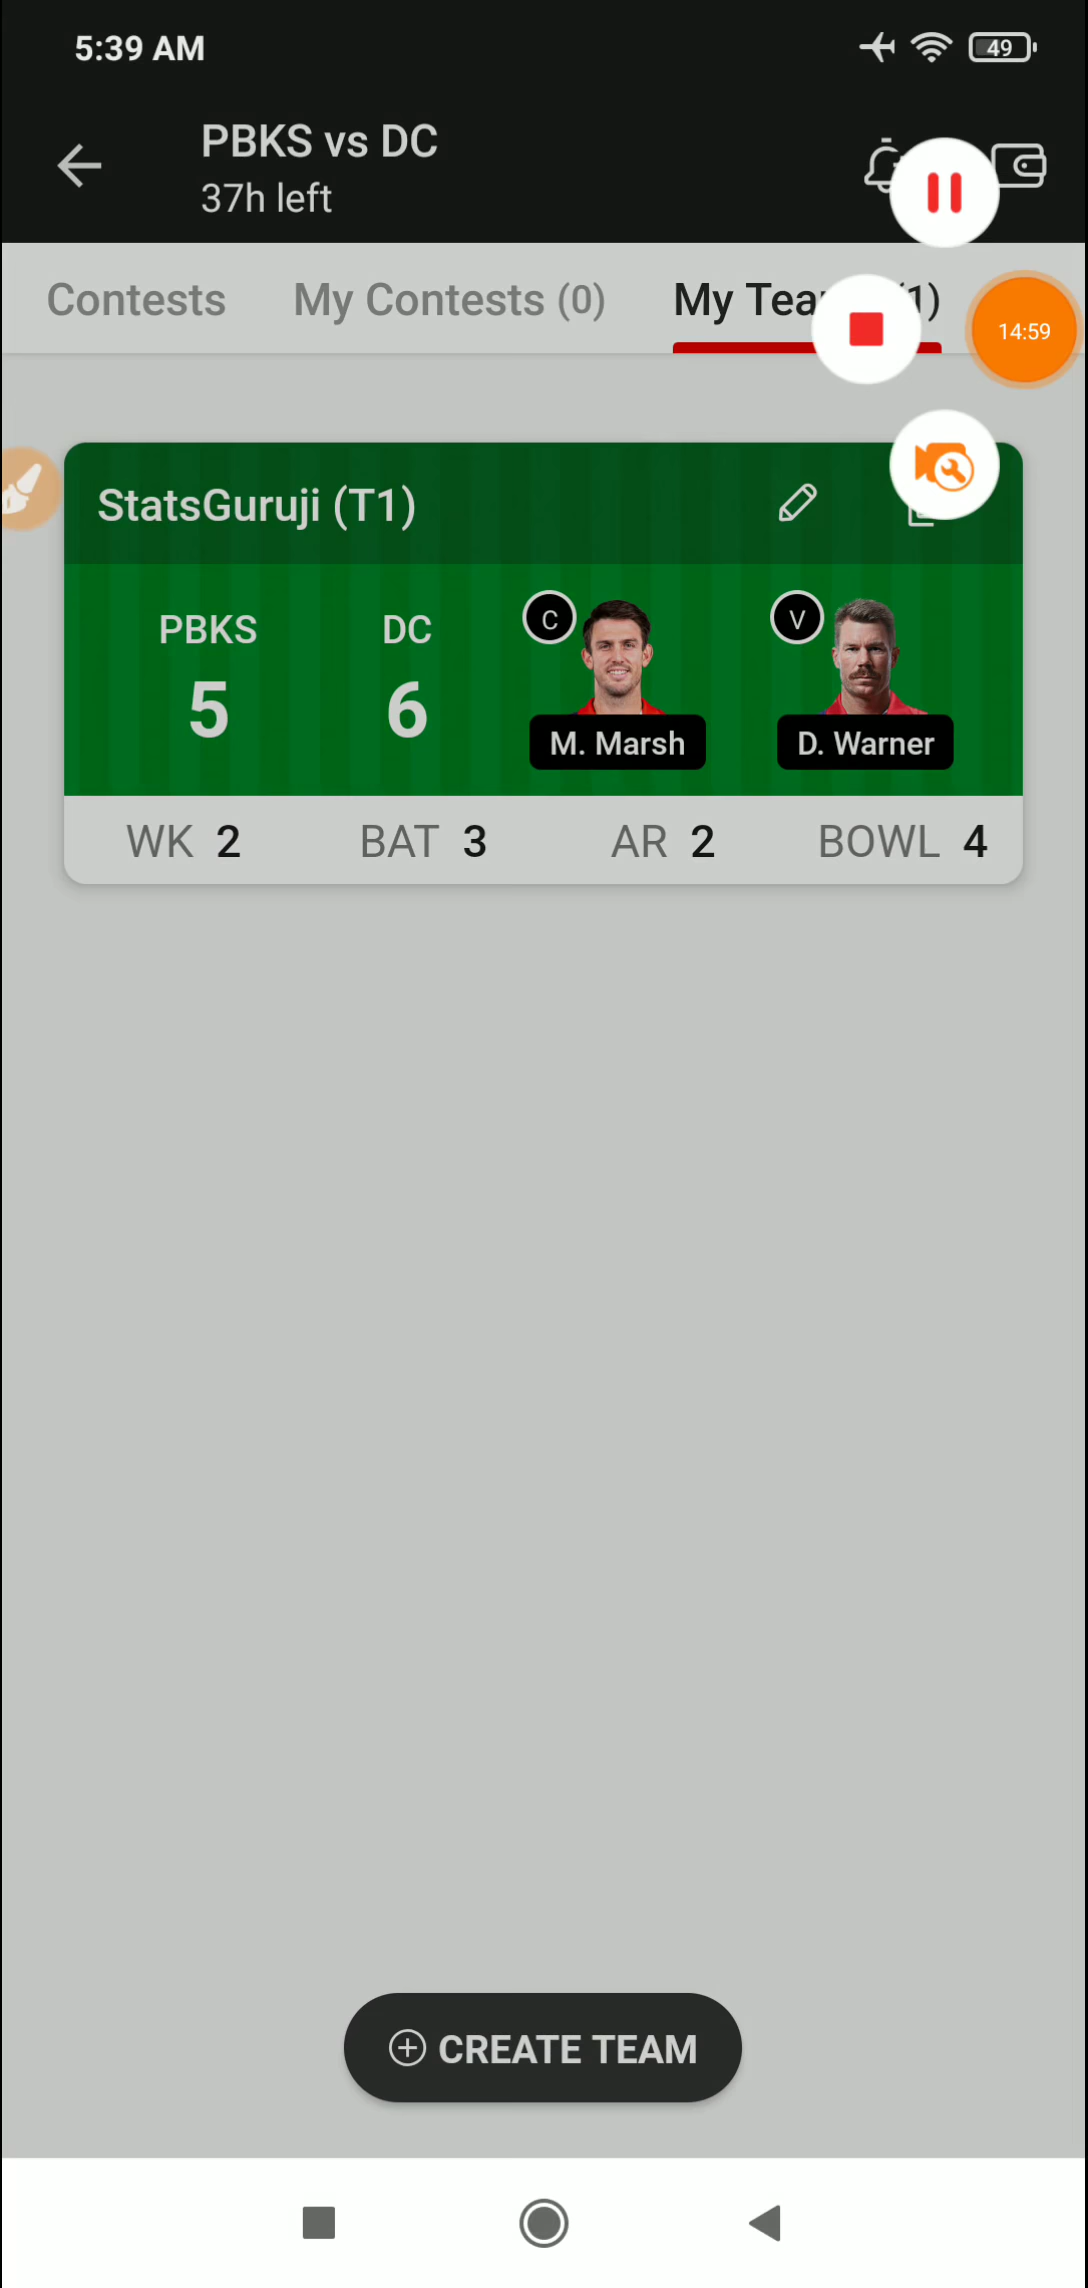 5:39 AM
49
PBKS vs DC
37h left
Contests
My Contests (0)
My Tea 1)
14:59
StatsGuruji (T1)
PBKS
DC
C
V
5
6
M. Marsh
D. Warner
WK 2
BAT 3
AR 2
BOWL 4
CREATE TEAM